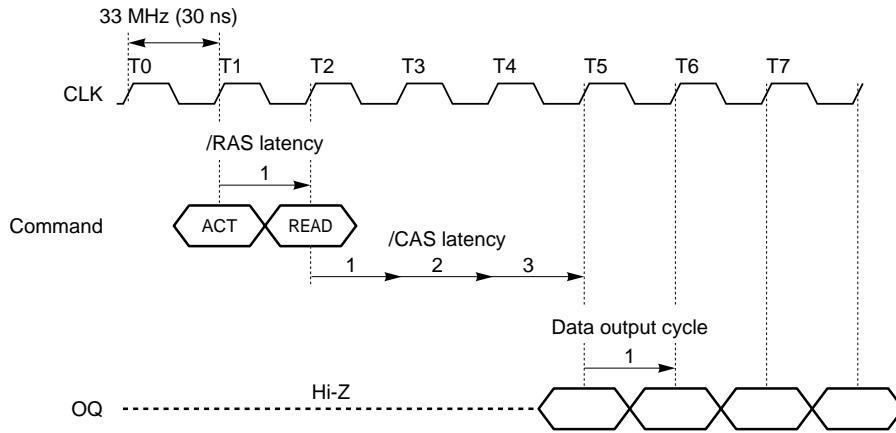 33 MHz (30 ns)
T0 T1 T2 T3 T4 T5 T6 T7
CLK
/RAS latency
1
Command
ACT READ
/CAS latency
1 2 3
Data output cycle
1
Hi-Z
OQ